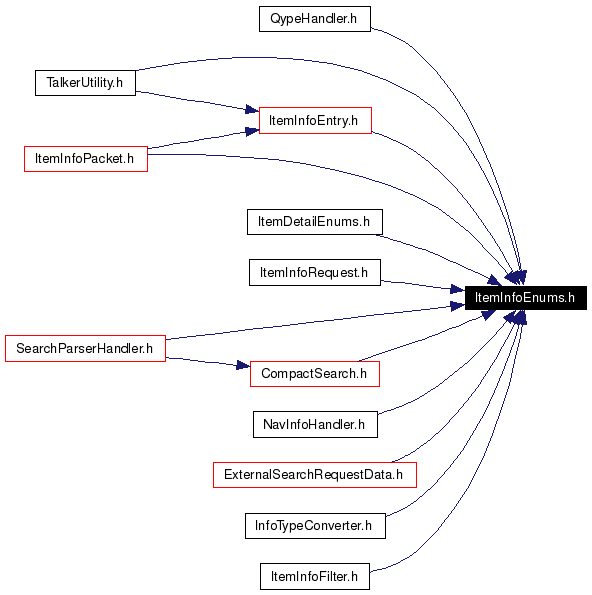 QypeHandler.h
TalkerUtility.h
ItemInfoEntry.h
ItemInfoPacket.h
ItemDetailEnums.h
ItemInfoRequest.h
ItemInfoEnums.h
SearchParserHandler.h
CompactSearch.h
NavInfoHandler.h
ExternalSearchRequestData.h
InfoTypeConverter.h
ItemInfoFilter.h